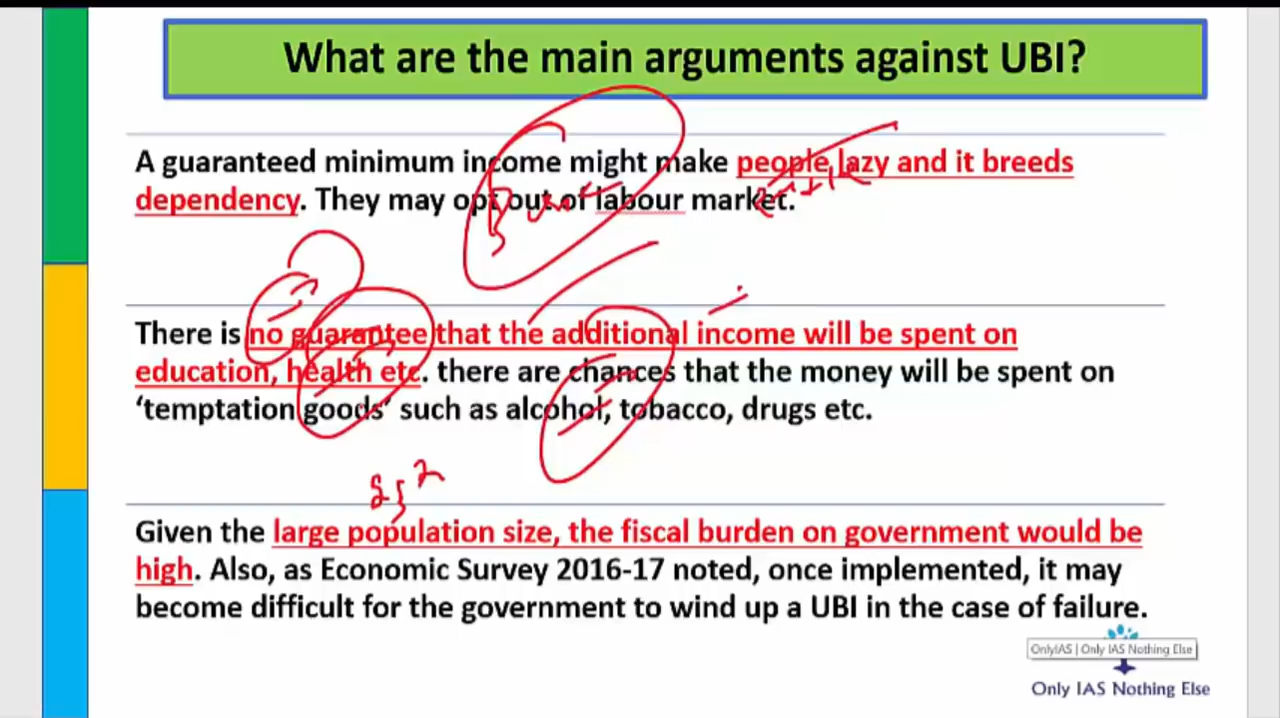 What are the main arguments against UBI?
A guaranteed minimum income might make people lazy and it breeds
dependency. They may opt out of labour market.
There is no guarantee that the additional income will be spent on
education, health etc. there are chances that the money will be spent on
‘temptation goods’ such as alcohol, tobacco, drugs etc.
Given the large population size, the fiscal burden on government would be
high. Also, as Economic Survey 2016-17 noted, once implemented, it may
become difficult for the government to wind up a UBI in the case of failure.
OnlyIAS | Only IAS Nothing Else
Only IAS Nothing Else